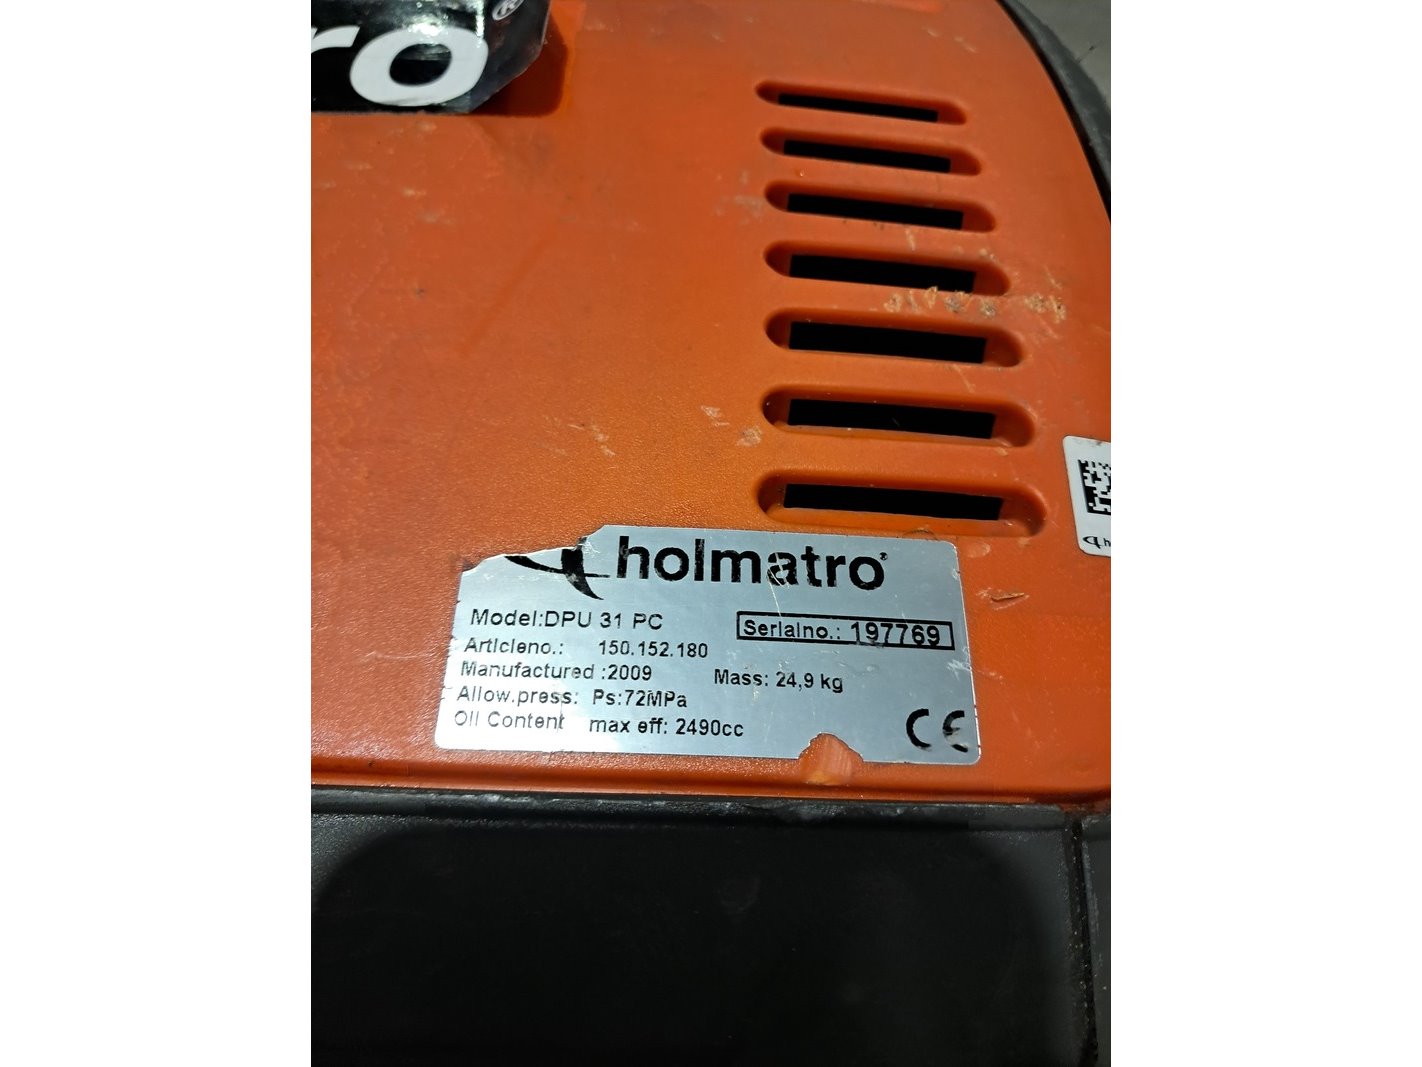 ro®
holmatro®
Model:DPU 31 PC
Serialno.: 197769
Articleno.: 150.152.180
Manufactured :2009
Mass: 24,9 kg
Allow.press: Ps:72MPa
Oil Content max eff: 2490cc
CE
h